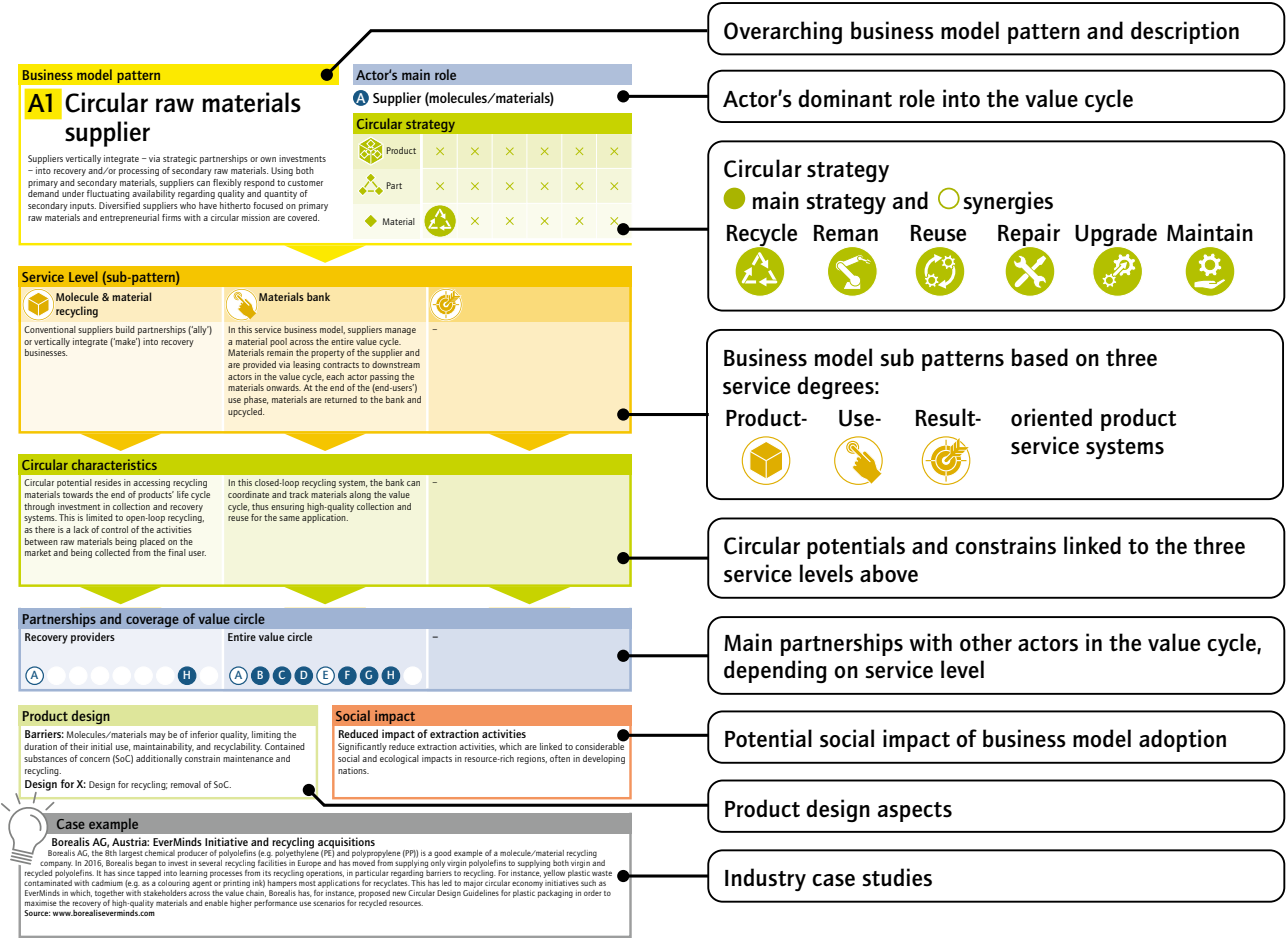 Overarching business model pattern and description
Business model pattern
A1 Circular raw materials
supplier
Suppliers vertically integrate – via strategic partnerships or own investments
– into recovery and/or processing of secondary raw materials. Using both
primary and secondary materials, suppliers can flexibly respond to customer
demand under fluctuating availability regarding quality and quantity of
secondary inputs. Diversified suppliers who have hitherto focused on primary
raw materials and entrepreneurial firms with a circular mission are covered.
Actor's main role
A Supplier (molecules/materials)
Actor's dominant role into the value cycle
Circular strategy
Product × × × × × ×
Part × × × × × ×
Material × × × × ×
Circular strategy
main strategy and synergies
Recycle Reman Reuse Repair Upgrade Maintain
Service Level (sub-pattern)
Molecule & material
recycling
Conventional suppliers build partnerships ('ally')
or vertically integrate ('make') into recovery
businesses.
Materials bank
In this service business model, suppliers manage
a material pool across the entire value cycle.
Materials remain the property of the supplier and
are provided via leasing contracts to downstream
actors in the value cycle, each actor passing the
materials onwards. At the end of the (end-users')
use phase, materials are returned to the bank and
upcycled.
–
Business model sub patterns based on three
service degrees:
Product- Use- Result- oriented product
service systems
Circular characteristics
Circular potential resides in accessing recycling
materials towards the end of products' life cycle
through investment in collection and recovery
systems. This is limited to open-loop recycling,
as there is a lack of control of the activities
between raw materials being placed on the
market and being collected from the final user.
In this closed-loop recycling system, the bank can
coordinate and track materials along the value
cycle, thus ensuring high-quality collection and
reuse for the same application.
–
Circular potentials and constrains linked to the three
service levels above
Partnerships and coverage of value circle
Recovery providers
A H
Entire value circle
A B C D E F G H
–
Main partnerships with other actors in the value cycle,
depending on service level
Product design
Barriers: Molecules/materials may be of inferior quality, limiting the
duration of their initial use, maintainability, and recyclability. Contained
substances of concern (SoC) additionally constrain maintenance and
recycling.
Design for X: Design for recycling; removal of SoC.
Social impact
Reduced impact of extraction activities
Significantly reduce extraction activities, which are linked to considerable
social and ecological impacts in resource-rich regions, often in developing
nations.
Potential social impact of business model adoption
Product design aspects
Case example
Borealis AG, Austria: EverMinds Initiative and recycling acquisitions
Borealis AG, the 8th largest chemical producer of polyolefins (e.g. polyethylene (PE) and polypropylene (PP)) is a good example of a molecule/material recycling
company. In 2016, Borealis began to invest in several recycling facilities in Europe and has moved from supplying only virgin polyolefins to supplying both virgin and
recycled polyolefins. It has since tapped into learning processes from its recycling operations, in particular regarding barriers to recycling. For instance, yellow plastic waste
contaminated with cadmium (e.g. as a colouring agent or printing ink) hampers most applications for recyclates. This has led to major circular economy initiatives such as
EverMinds in which, together with stakeholders across the value chain, Borealis has, for instance, proposed new Circular Design Guidelines for plastic packaging in order to
maximise the recovery of high-quality materials and enable higher performance use scenarios for recycled resources.
Source: www.borealiseverminds.com
Industry case studies